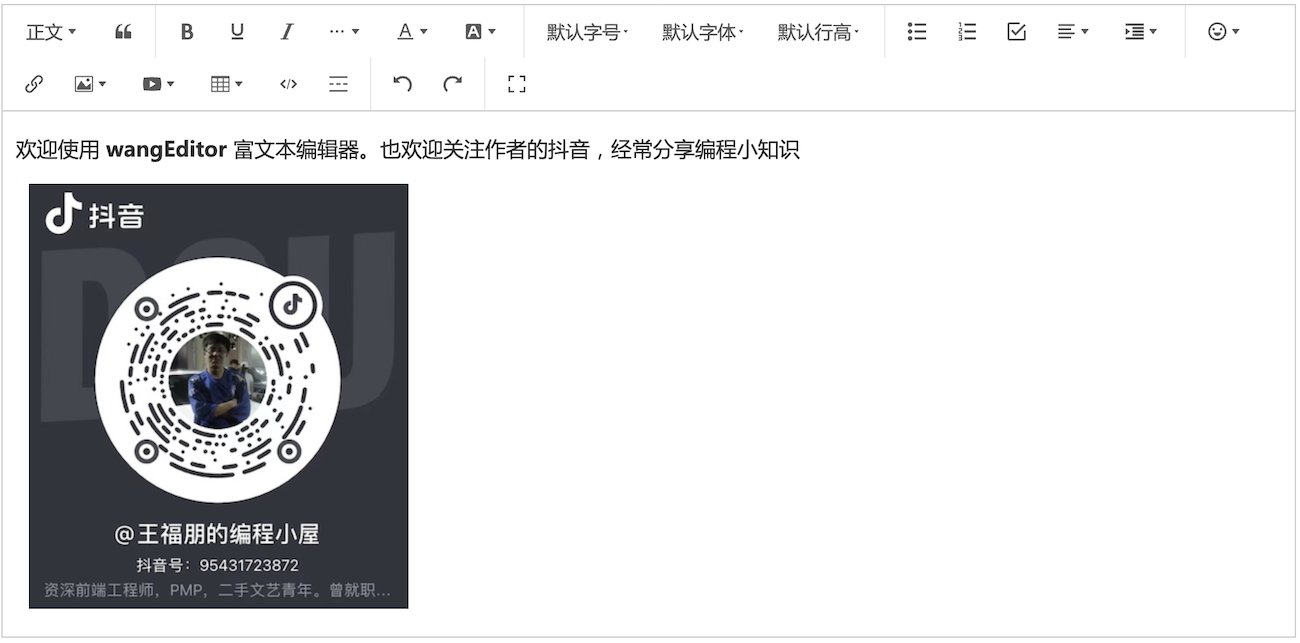 正文 B U I A A 默认字号 默认字体 默认行高
欢迎使用 wangEditor 富文本编辑器。也欢迎关注作者的抖音，经常分享编程小知识
抖音
DOU
@王福朋的编程小屋
抖音号：95431723872
资深前端工程师，PMP，二手文艺青年。曾就职...